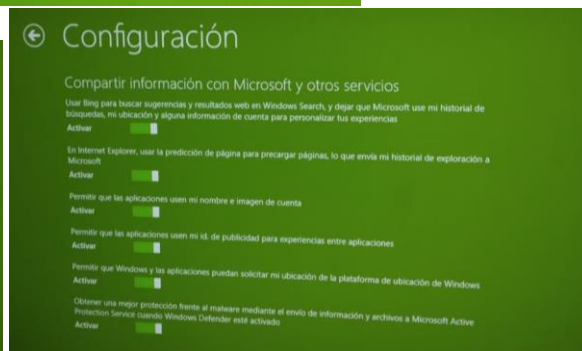 Configuración
Compartir información con Microsoft y otros servicios
Usar Bing para buscar sugerencias y resultados web en Windows Search, y dejar que Microsoft use mi historial de
búsquedas, mi ubicación y alguna información de cuenta para personalizar tus experiencias
Activar
En Internet Explorer, usar la predicción de página para precargar páginas, lo que envía mi historial de exploración a
Microsoft
Activar
Permitir que las aplicaciones usen mi nombre e imagen de cuenta
Activar
Permitir que las aplicaciones usen mi id. de publicidad para experiencias entre aplicaciones
Activar
Permitir que Windows y las aplicaciones puedan solicitar mi ubicación de la plataforma de ubicación de Windows
Activar
Obtener una mejor protección frente al malware mediante el envío de información y archivos a Microsoft Active
Protection Service cuando Windows Defender esté activado
Activar